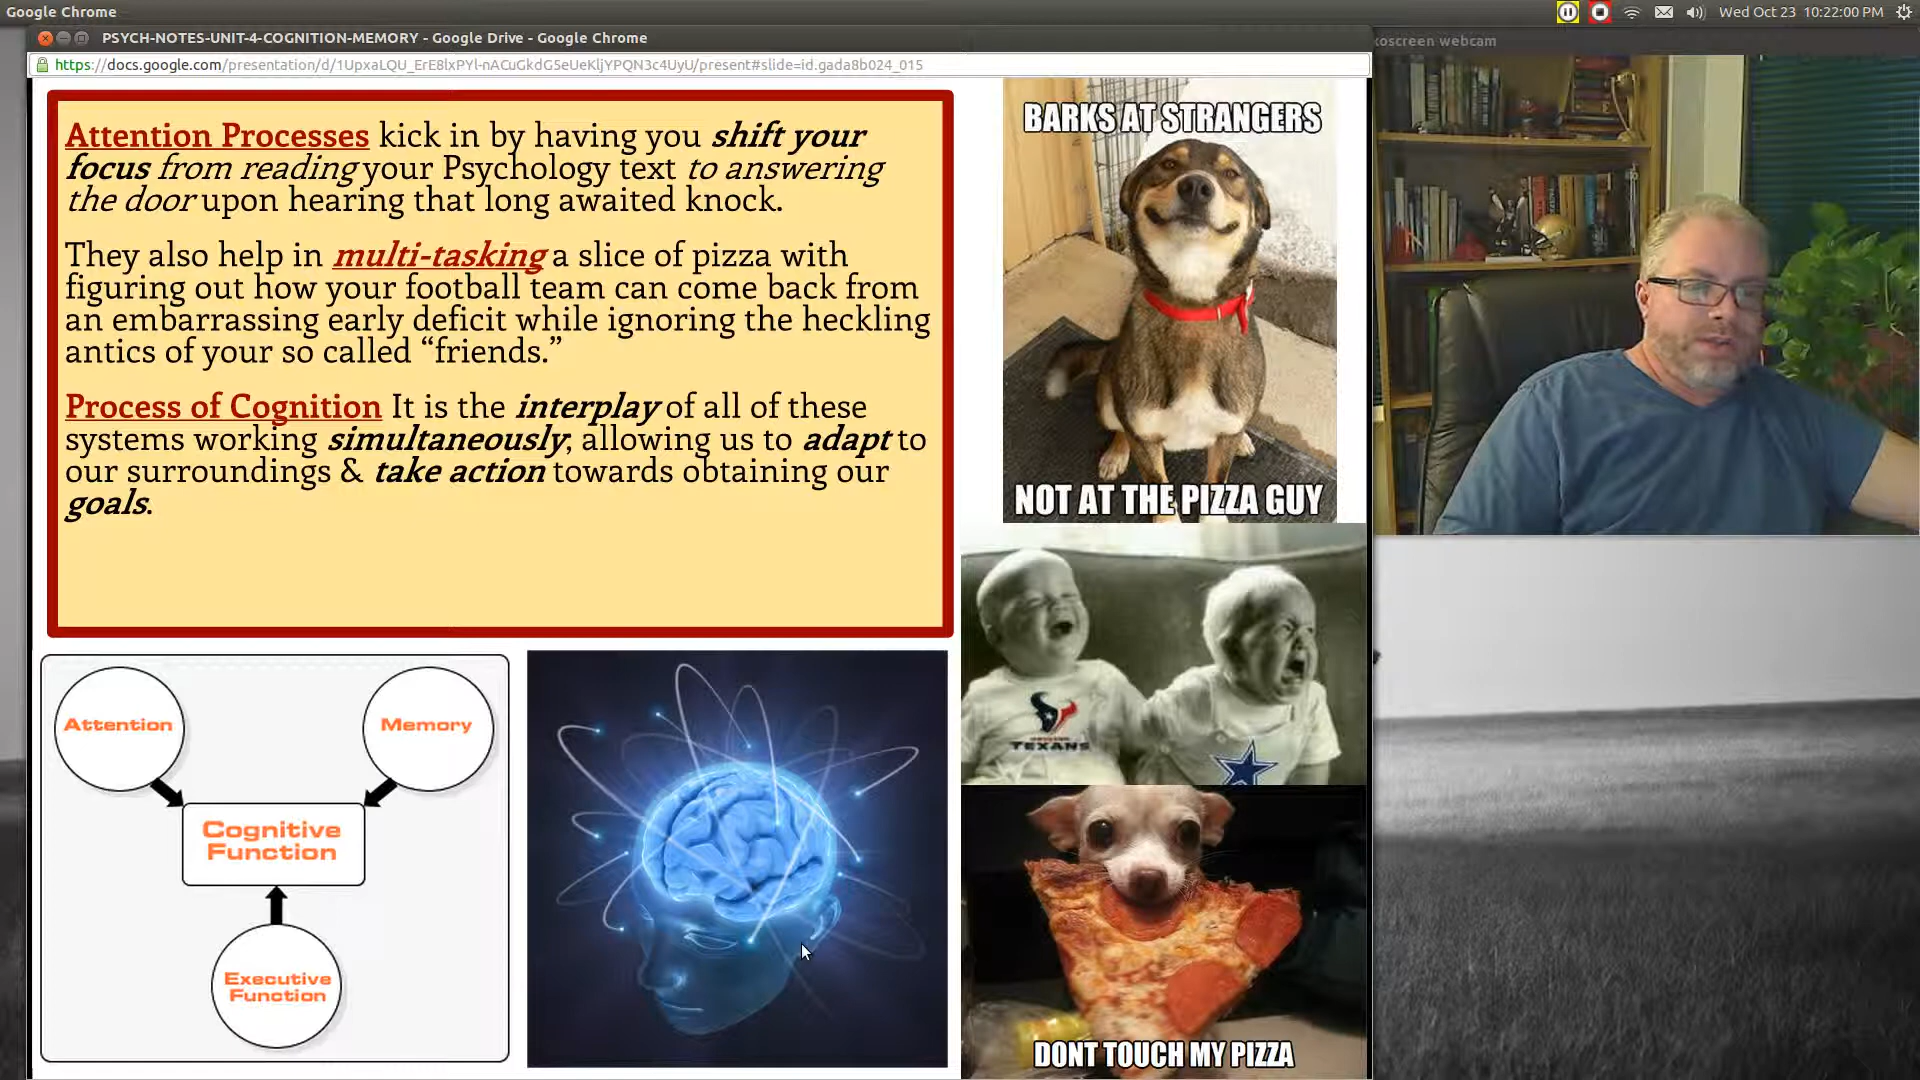 Google Chrome
Wed Oct 23 10:22:00 PM
PSYCH-NOTES-UNIT-4-COGNITION-MEMORY - Google Drive - Google Chrome
oscreen webcam
https://docs.google.com/presentation/d/1UpxaLQU_ErE8lxPYl-nACuGkdG5eUeKljYPQN3c4UyU/present#slide=id.gada8b024_015
Attention Processes kick in by having you shift your
focus from reading your Psychology text to answering
the door upon hearing that long awaited knock.
They also help in multi-tasking a slice of pizza with
figuring out how your football team can come back from
an embarrassing early deficit while ignoring the heckling
antics of your so called “friends.”
Process of Cognition It is the interplay of all of these
systems working simultaneously, allowing us to adapt to
our surroundings & take action towards obtaining our
goals.
BARKS AT STRANGERS
NOT AT THE PIZZA GUY
TEXANS
Attention
Memory
Cognitive
Function
Executive
Function
DONT TOUCH MY PIZZA